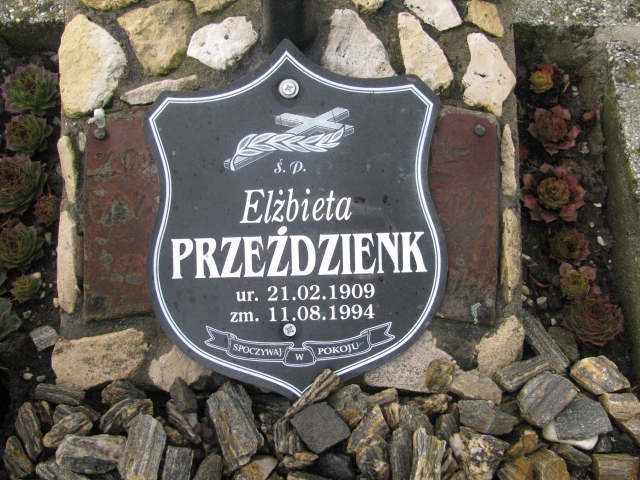 Ś. P.
Elżbieta
PRZEŹDZIENK
ur. 21.02.1909
zm. 11.08.1994
SPOCZYWAJ W POKOJU